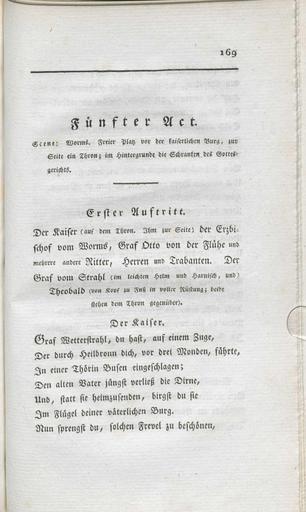 169
Fünfter Act.
Scene: Worms. Freier Platz vor der kaiserlichen Burg, zur
Seite ein Thron; im Hintergrunde die Schranken des Gottes-
gerichts.
Erster Auftritt.
Der Kaiser (auf dem Thron. Ihm zur Seite) der Erzbi-
schof vom Worms, Graf Otto von der Flühe und
mehrere andere Ritter, Herren und Trabanten. Der
Graf vom Strahl (im leichten Helm und Harnisch, und)
Theobald (von Kopf zu Fuß in voller Rüstung; beide
stehen dem Thron gegenüber).
Der Kaiser.
Graf Wetterstrahl, du hast, auf einem Zuge,
Der durch Heilbronn dich, vor drei Monden, führte,
In einer Thörin Busen eingeschlagen;
Den alten Vater jüngst verließ die Dirne,
Und, statt sie heimzusenden, birgst du sie
Im Flügel deiner väterlichen Burg.
Nun sprengst du, solchen Frevel zu beschönen,